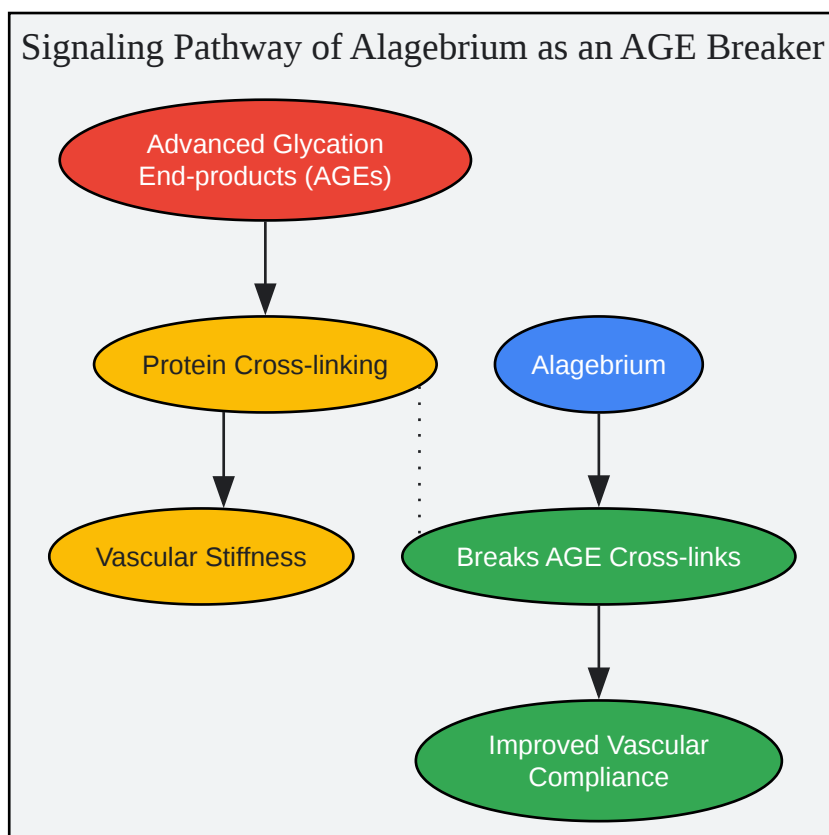 Signaling Pathway of Alagebrium as an AGE Breaker
Advanced Glycation
End-products (AGEs)
Protein Cross-linking
Alagebrium
Vascular Stiffness
Breaks AGE Cross-links
Improved Vascular
Compliance